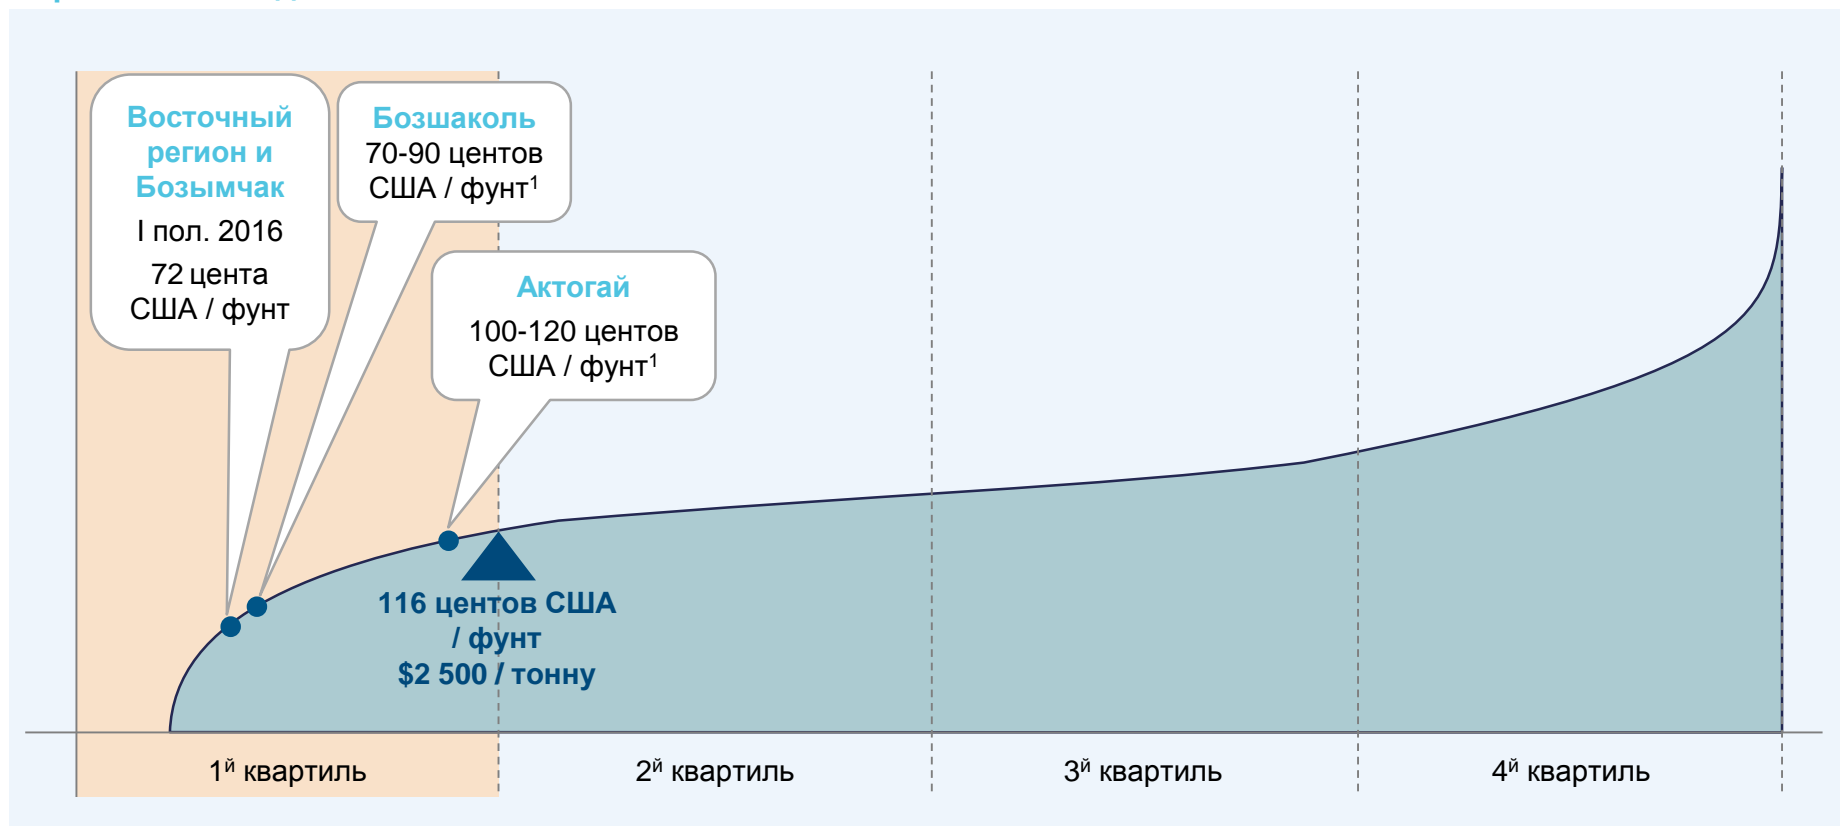 Восточный
регион и
Бозымчак
I пол. 2016
72 цента
США / фунт
Бозшаколь
70-90 центов
США / фунт¹
Актогай
100-120 центов
США / фунт¹
116 центов США
/ фунт
$2 500 / тонну
1й квартиль
2й квартиль
3й квартиль
4й квартиль